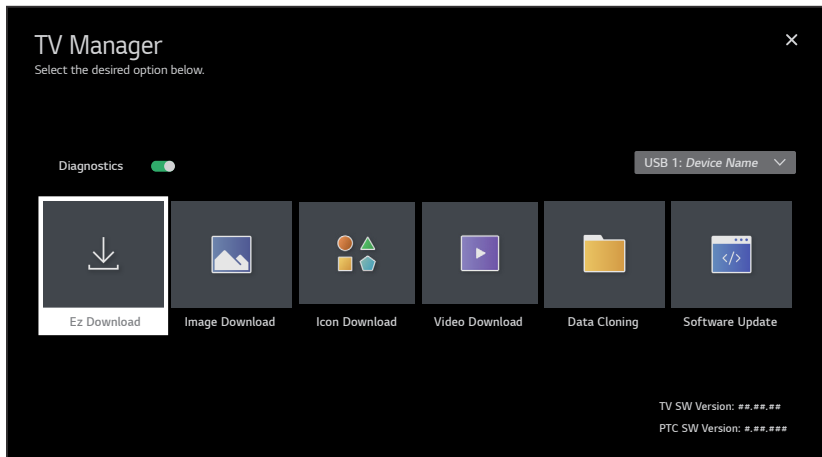 TV Manager
Select the desired option below.
Diagnostics
USB 1: Device Name
Ez Download
Image Download
Icon Download
Video Download
Data Cloning
Software Update
TV SW Version: ##.##.##
PTC SW Version: #.##.###